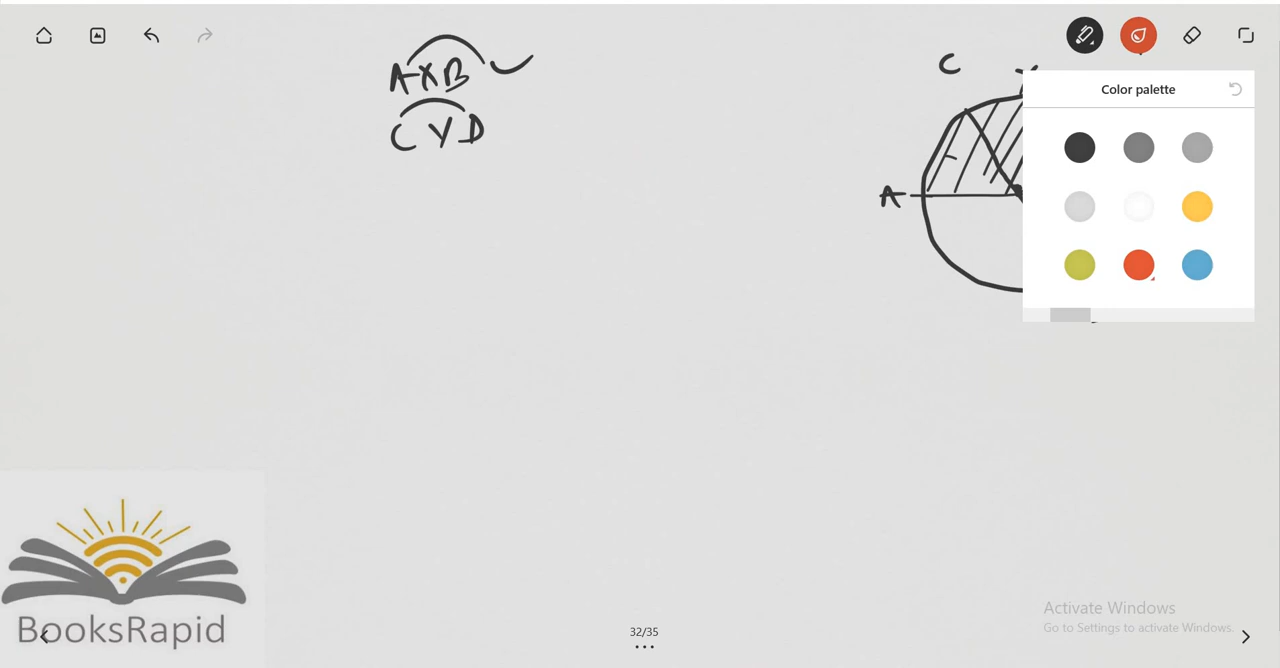 AXB
C
Color palette
CYD
A
BooksRapid
Activate Windows
Go to Settings to activate Windows.
32/35